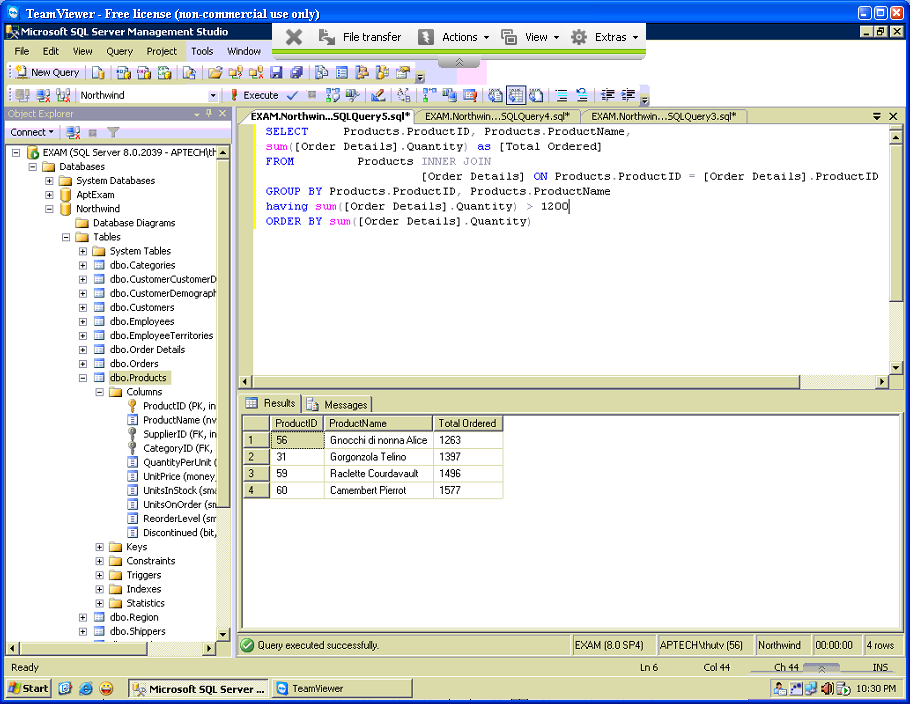 TeamViewer - Free license (non-commercial use only)
Microsoft SQL Server Management Studio
File transfer
Actions
View
Extras
File Edit View Query Project Tools Window
New Query
Northwind
Execute
Object Explorer
EXAM.Northwin...SQLQuery5.sql*
EXAM.Northwin...SQLQuery4.sql*
EXAM.Northwin...SQLQuery3.sql*
Connect
EXAM (SQL Server 8.0.2039 - APTECH\th
Databases
System Databases
AptExam
Northwind
Database Diagrams
Tables
System Tables
dbo.Categories
dbo.CustomerCustomerD
dbo.CustomerDemograph
dbo.Customers
dbo.Employees
dbo.EmployeeTerritories
dbo.Order Details
dbo.Orders
dbo.Products
Columns
ProductID (PK, in
ProductName (nv
SupplierID (FK, in
CategoryID (FK,
QuantityPerUnit (
UnitPrice (money,
UnitsInStock (sma
UnitsOnOrder (sm
ReorderLevel (sm
Discontinued (bit,
Keys
Constraints
Triggers
Indexes
Statistics
dbo.Region
dbo.Shippers
SELECT Products.ProductID, Products.ProductName,
sum([Order Details].Quantity) as [Total Ordered]
FROM Products INNER JOIN
[Order Details] ON Products.ProductID = [Order Details].ProductID
GROUP BY Products.ProductID, Products.ProductName
having sum([Order Details].Quantity) > 1200
ORDER BY sum([Order Details].Quantity)
Results
Messages
ProductID ProductName Total Ordered
1 56 Gnocchi di nonna Alice 1263
2 31 Gorgonzola Telino 1397
3 59 Raclette Courdavault 1496
4 60 Camembert Pierrot 1577
Query executed successfully.
EXAM (8.0 SP4)
APTECH\thutv (56)
Northwind
00:00:00
4 rows
Ready
Ln 6
Col 44
Ch 44
INS
Start
Microsoft SQL Server ...
TeamViewer
10:30 PM